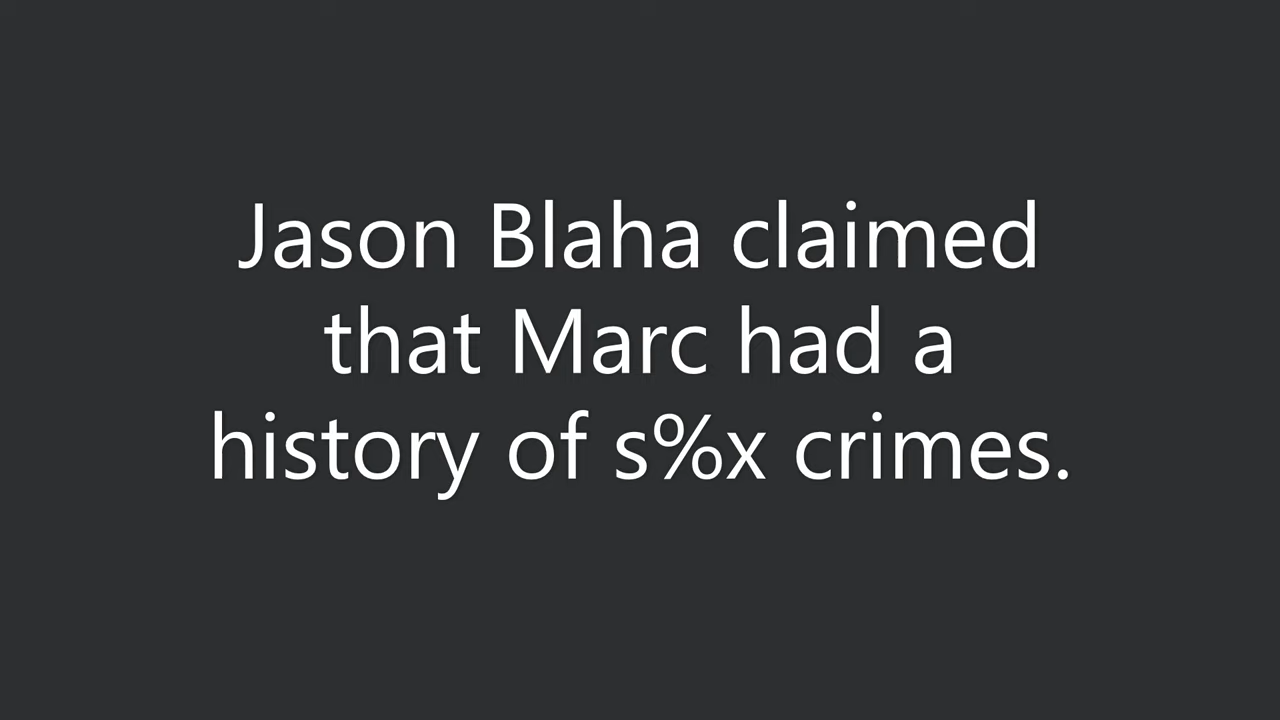 Jason Blaha claimed
that Marc had a
history of s%x crimes.